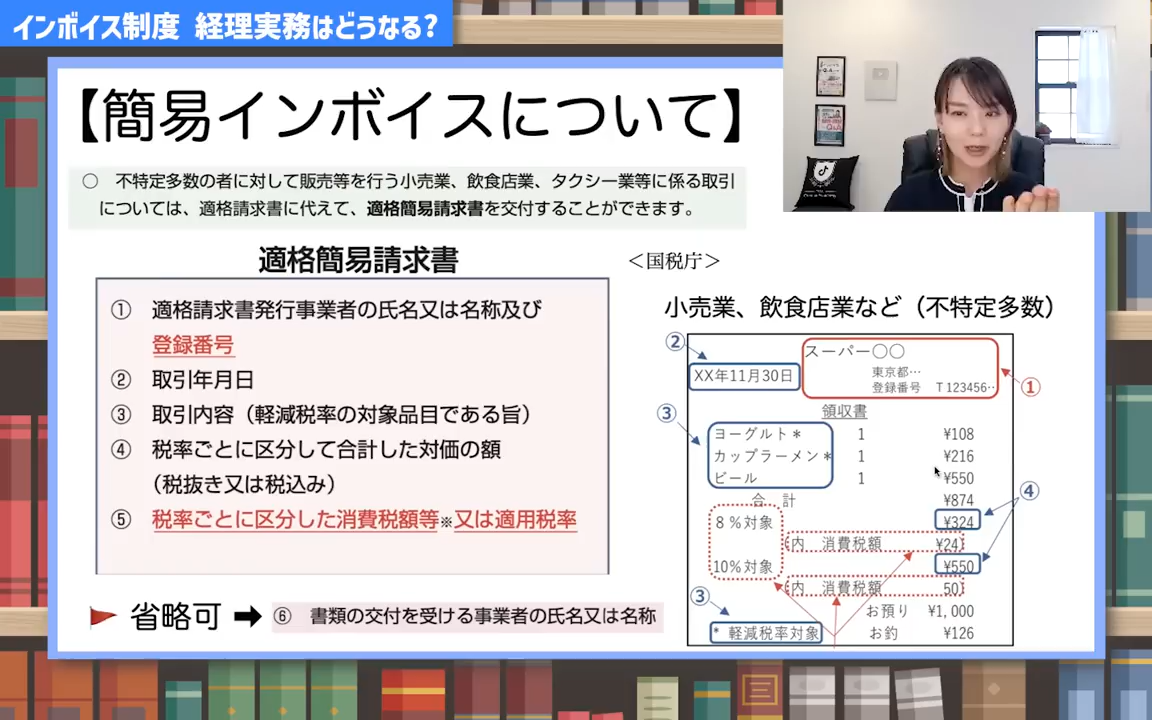 インボイス制度 経理実務はどうなる?
【簡易インボイスについて】
○ 不特定多数の者に対して販売等を行う小売業、飲食店業、タクシー業等に係る取引
については、適格請求書に代えて、適格簡易請求書を交付することができます。
適格簡易請求書
① 適格請求書発行事業者の氏名又は名称及び
登録番号
② 取引年月日
③ 取引内容（軽減税率の対象品目である旨）
④ 税率ごとに区分して合計した対価の額
（税抜き又は税込み）
⑤ 税率ごとに区分した消費税額等※又は適用税率
省略可 ➡ ⑥ 書類の交付を受ける事業者の氏名又は名称
＜国税庁＞
小売業、飲食店業など（不特定多数）
②
スーパー○○
XX年11月30日
東京都…
登録番号 T123456…
①
領収書
③
ヨーグルト＊ 1 ¥108
カップラーメン＊ 1 ¥216
ビール 1 ¥550
合 計 ¥874
④
8％対象 ¥324
（内 消費税額 ¥24）
10％対象 ¥550
（内 消費税額 50）
③
お預り ¥1,000
* 軽減税率対象 お釣 ¥126